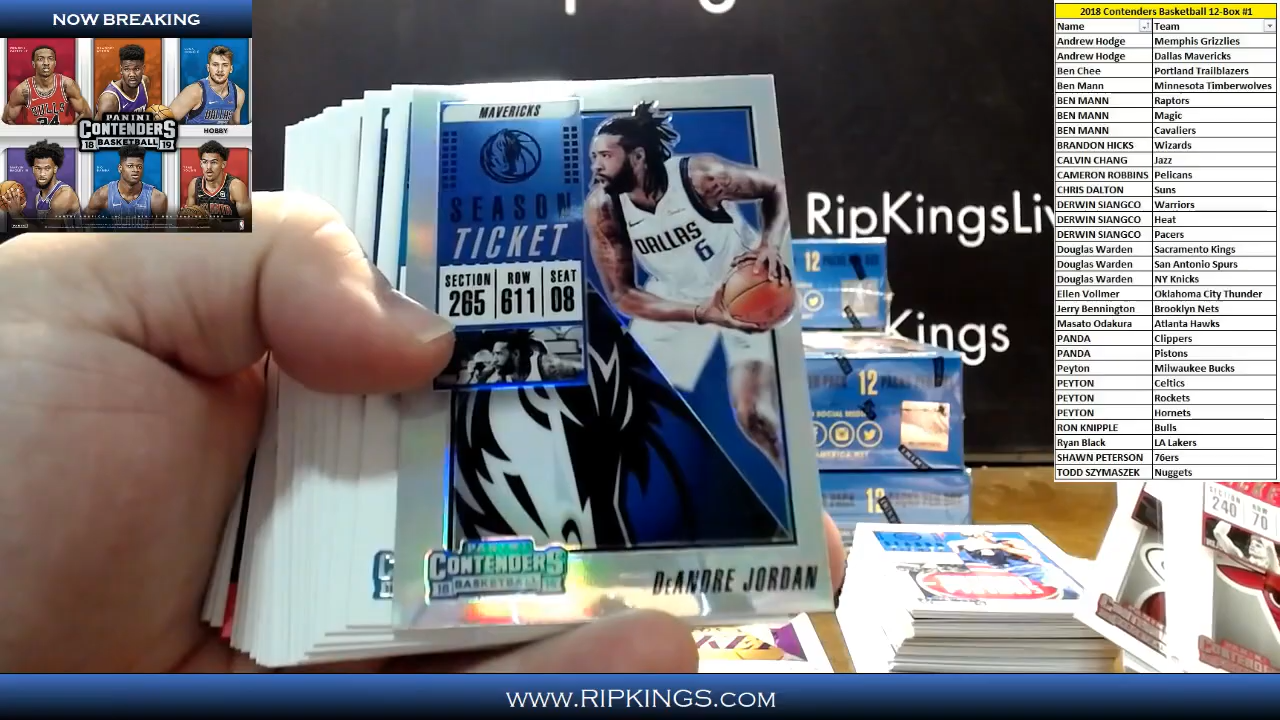 NOW BREAKING
PANINI
CONTENDERS
18 BASKETBALL 19
HOBBY
MAVERICKS
SEASON
TICKET
SECTION ROW SEAT
265 611 08
DALLAS
6
PANINI
CONTENDERS
BASKETBALL
DeANDRE JORDAN
RipKingsLiv
Kings
12
12
12
SECTION
240 70
2018 Contenders Basketball 12-Box #1
Name Team
Andrew Hodge Memphis Grizzlies
Andrew Hodge Dallas Mavericks
Ben Chee Portland Trailblazers
Ben Mann Minnesota Timberwolves
BEN MANN Raptors
BEN MANN Magic
BEN MANN Cavaliers
BRANDON HICKS Wizards
CALVIN CHANG Jazz
CAMERON ROBBINS Pelicans
CHRIS DALTON Suns
DERWIN SIANGCO Warriors
DERWIN SIANGCO Heat
DERWIN SIANGCO Pacers
Douglas Warden Sacramento Kings
Douglas Warden San Antonio Spurs
Douglas Warden NY Knicks
Ellen Vollmer Oklahoma City Thunder
Jerry Bennington Brooklyn Nets
Masato Odakura Atlanta Hawks
PANDA Clippers
PANDA Pistons
Peyton Milwaukee Bucks
PEYTON Celtics
PEYTON Rockets
PEYTON Hornets
RON KNIPPLE Bulls
Ryan Black LA Lakers
SHAWN PETERSON 76ers
TODD SZYMASZEK Nuggets
WWW.RIPKINGS.COM